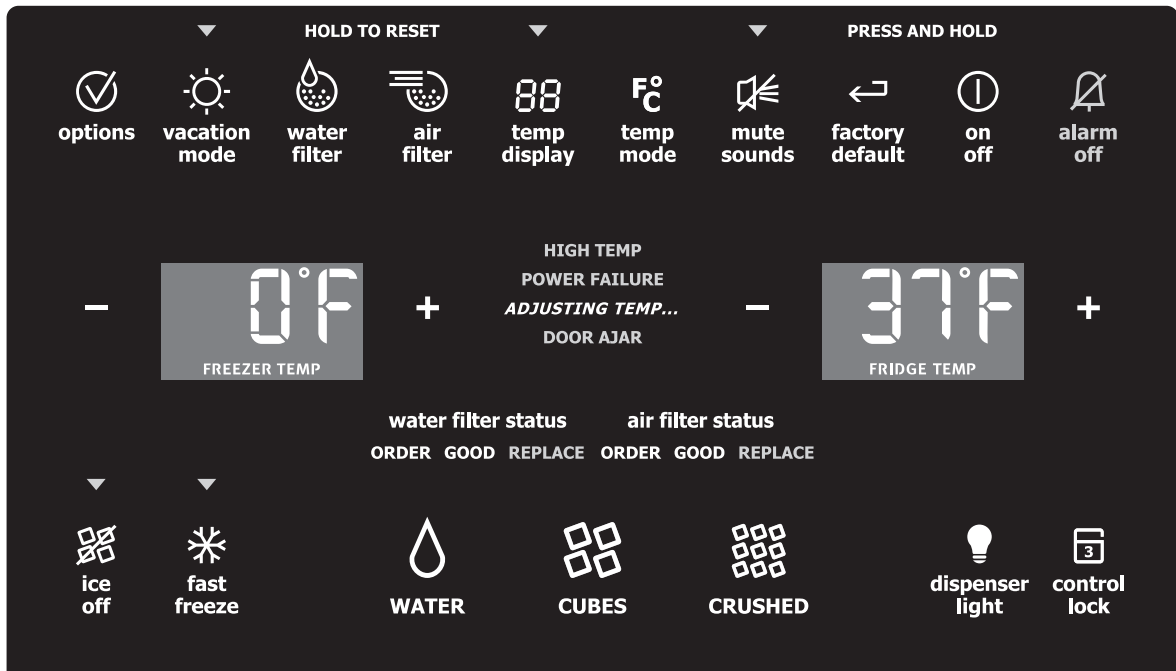 HOLD TO RESET PRESS AND HOLD
88 F°C
options vacation mode water filter air filter temp display temp mode mute sounds factory default on off alarm off
HIGH TEMP
POWER FAILURE
- 0°F + ADJUSTING TEMP... - 37°F +
DOOR AJAR
FREEZER TEMP FRIDGE TEMP
water filter status air filter status
ORDER GOOD REPLACE ORDER GOOD REPLACE
3
ice off fast freeze WATER CUBES CRUSHED dispenser light control lock